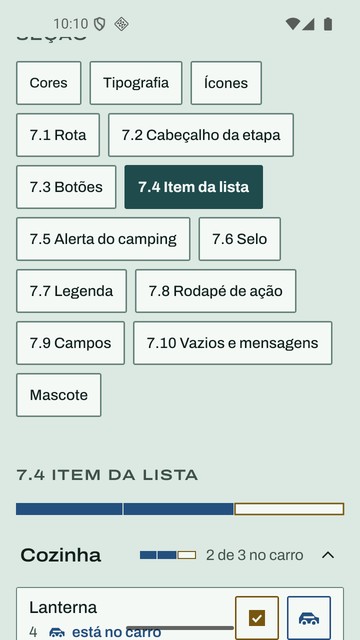 10:10
SEÇÃO
Cores
Tipografia
Ícones
7.1 Rota
7.2 Cabeçalho da etapa
7.3 Botões
7.4 Item da lista
7.5 Alerta do camping
7.6 Selo
7.7 Legenda
7.8 Rodapé de ação
7.9 Campos
7.10 Vazios e mensagens
Mascote
7.4 ITEM DA LISTA
Cozinha
2 de 3 no carro
Lanterna
4 está no carro